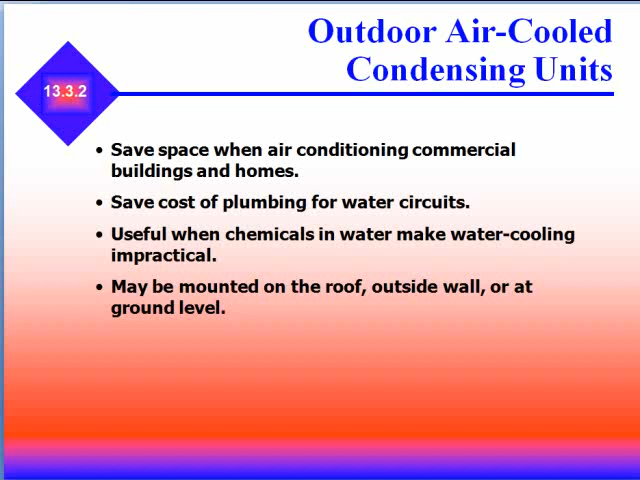 Outdoor Air-Cooled
Condensing Units
13.3.2
• Save space when air conditioning commercial
buildings and homes.
• Save cost of plumbing for water circuits.
• Useful when chemicals in water make water-cooling
impractical.
• May be mounted on the roof, outside wall, or at
ground level.